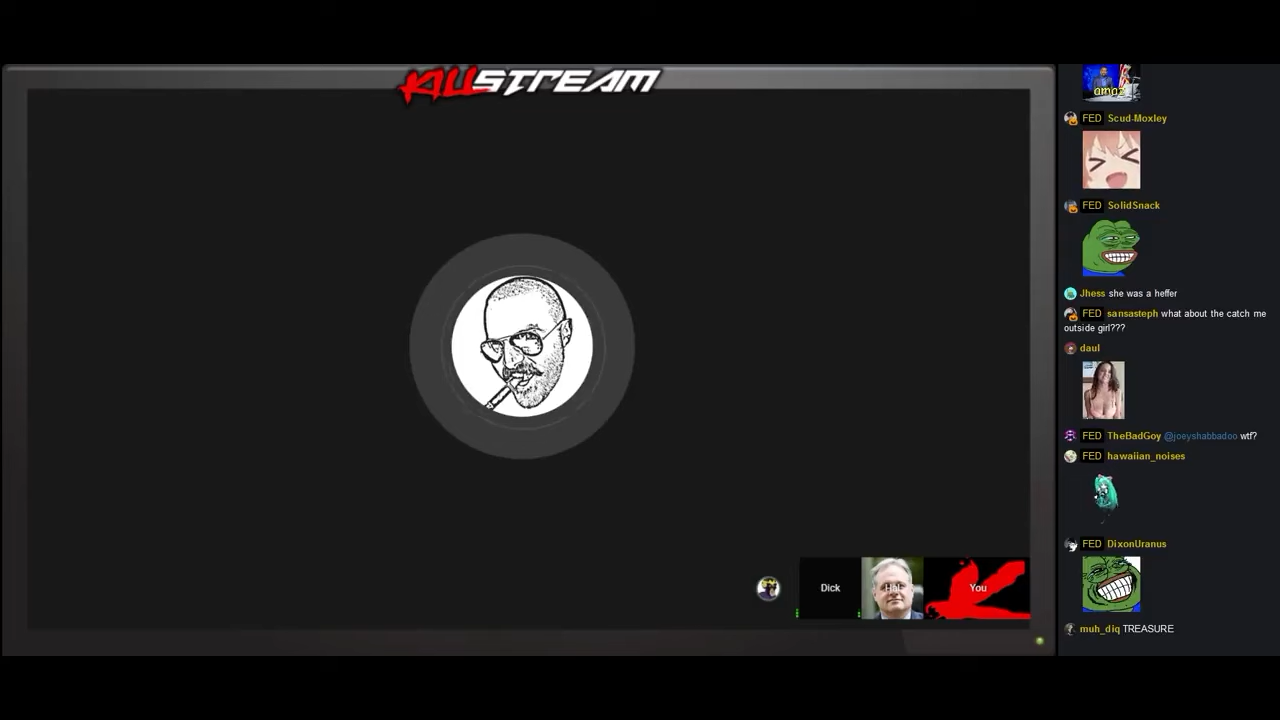 KILLSTREAM
Dick
Hal
You
amaz
FED Scud-Moxley
FED SolidSnack
Jhess she was a heffer
FED sansasteph what about the catch me
outside girl???
daul
FED TheBadGoy @joeyshabbadoo wtf?
FED hawaiian_noises
FED DixonUranus
muh_diq TREASURE